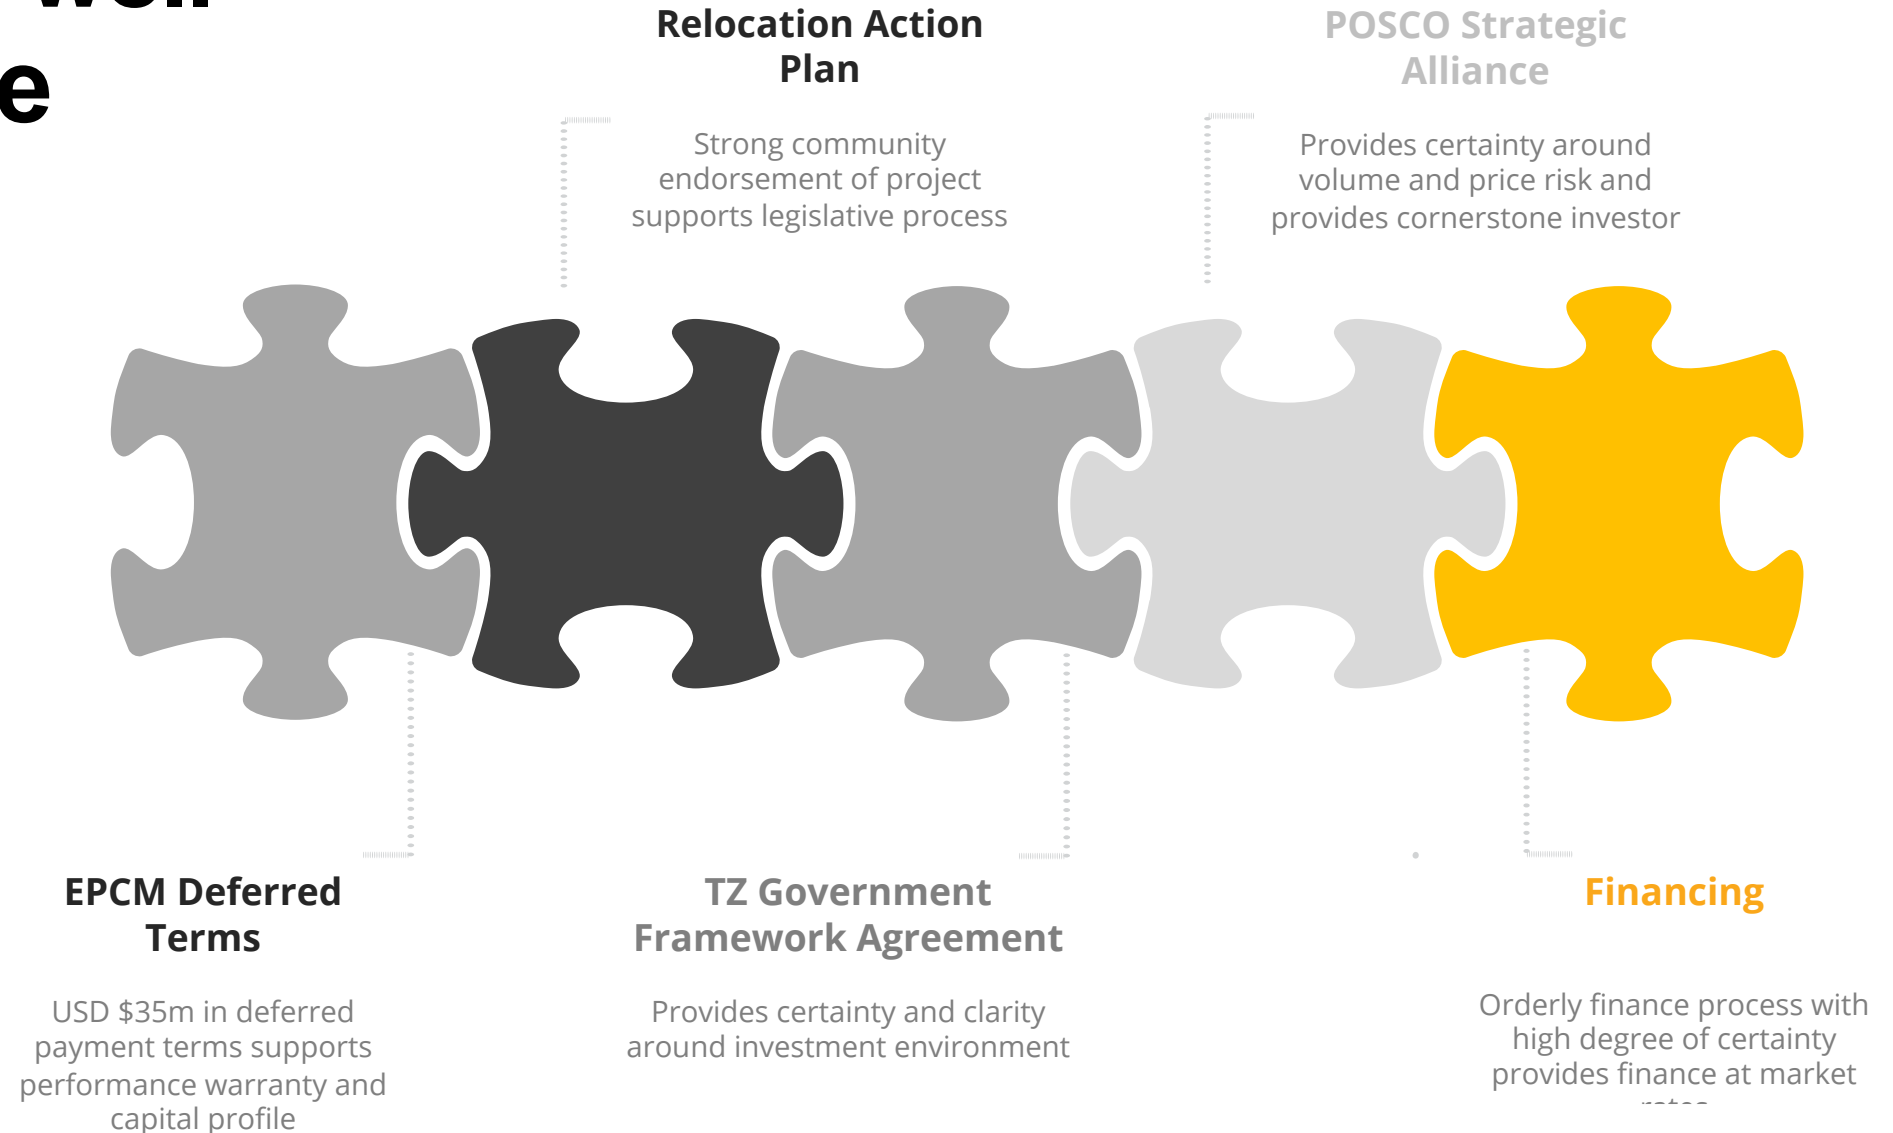 well
e
Relocation Action
Plan
Strong community
endorsement of project
supports legislative process
POSCO Strategic
Alliance
Provides certainty around
volume and price risk and
provides cornerstone investor
EPCM Deferred
Terms
USD $35m in deferred
payment terms supports
performance warranty and
capital profile
TZ Government
Framework Agreement
Provides certainty and clarity
around investment environment
Financing
Orderly finance process with
high degree of certainty
provides finance at market
rates